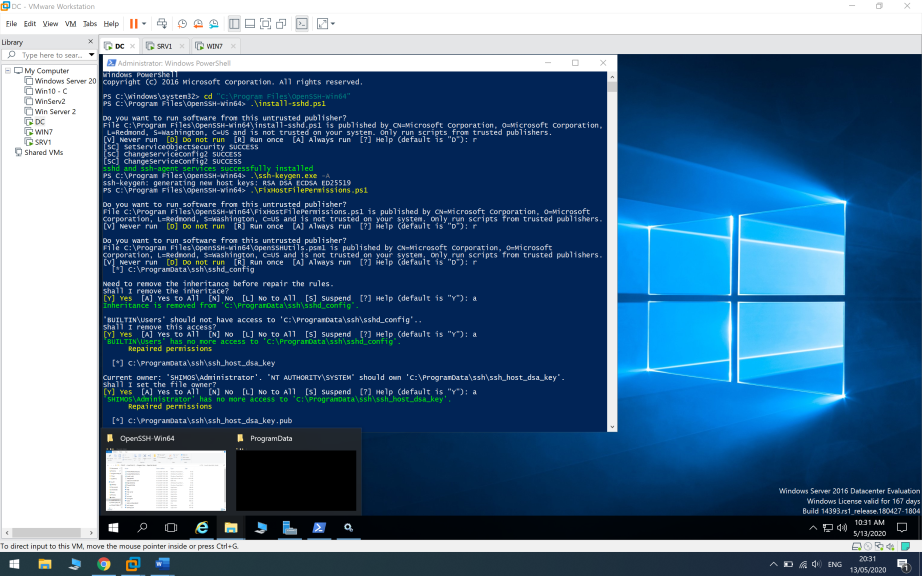 DC - VMware Workstation
File Edit View VM Tabs Help
Library
Type here to sear...
My Computer
Windows Server 20
Win10 - C
WinServ2
Win Server 2
DC
WIN7
SRV1
Shared VMs
DC SRV1 WIN7
Administrator: Windows PowerShell
Windows PowerShell
Copyright (C) 2016 Microsoft Corporation. All rights reserved.
PS C:\Windows\system32> cd "C:\Program Files\OpenSSH-Win64"
PS C:\Program Files\OpenSSH-Win64> .\install-sshd.ps1
Do you want to run software from this untrusted publisher?
File C:\Program Files\OpenSSH-Win64\install-sshd.ps1 is published by CN=Microsoft Corporation, O=Microsoft Corporation,
L=Redmond, S=Washington, C=US and is not trusted on your system. Only run scripts from trusted publishers.
[V] Never run [D] Do not run [R] Run once [A] Always run [?] Help (default is "D"): r
[SC] SetServiceObjectSecurity SUCCESS
[SC] ChangeServiceConfig2 SUCCESS
[SC] ChangeServiceConfig2 SUCCESS
sshd and ssh-agent services successfully installed
PS C:\Program Files\OpenSSH-Win64> .\ssh-keygen.exe -A
ssh-keygen: generating new host keys: RSA DSA ECDSA ED25519
PS C:\Program Files\OpenSSH-Win64> .\FixHostFilePermissions.ps1
Do you want to run software from this untrusted publisher?
File C:\Program Files\OpenSSH-Win64\FixHostFilePermissions.ps1 is published by CN=Microsoft Corporation, O=Microsoft
Corporation, L=Redmond, S=Washington, C=US and is not trusted on your system. Only run scripts from trusted publishers.
[V] Never run [D] Do not run [R] Run once [A] Always run [?] Help (default is "D"): r
Do you want to run software from this untrusted publisher?
File C:\Program Files\OpenSSH-Win64\OpenSSHUtils.psm1 is published by CN=Microsoft Corporation, O=Microsoft
Corporation, L=Redmond, S=Washington, C=US and is not trusted on your system. Only run scripts from trusted publishers.
[V] Never run [D] Do not run [R] Run once [A] Always run [?] Help (default is "D"): r
[*] C:\ProgramData\ssh\sshd_config
Need to remove the inheritance before repair the rules.
Shall I remove the inheritace?
[Y] Yes [A] Yes to All [N] No [L] No to All [S] Suspend [?] Help (default is "Y"): a
Inheritance is removed from 'C:\ProgramData\ssh\sshd_config'.
'BUILTIN\Users' should not have access to 'C:\ProgramData\ssh\sshd_config'..
Shall I remove this access?
[Y] Yes [A] Yes to All [N] No [L] No to All [S] Suspend [?] Help (default is "Y"): a
'BUILTIN\Users' has no more access to 'C:\ProgramData\ssh\sshd_config'.
Repaired permissions
[*] C:\ProgramData\ssh\ssh_host_dsa_key
Current owner: 'SHIMOS\Administrator'. 'NT AUTHORITY\SYSTEM' should own 'C:\ProgramData\ssh\ssh_host_dsa_key'.
Shall I set the file owner?
[Y] Yes [A] Yes to All [N] No [L] No to All [S] Suspend [?] Help (default is "Y"): a
'SHIMOS\Administrator' has no more access to 'C:\ProgramData\ssh\ssh_host_dsa_key'.
Repaired permissions
[*] C:\ProgramData\ssh\ssh_host_dsa_key.pub
OpenSSH-Win64 ProgramData
Windows Server 2016 Datacenter Evaluation
Windows License valid for 167 days
Build 14393.rs1_release.180427-1804
10:31 AM
5/13/2020
To direct input to this VM, move the mouse pointer inside or press Ctrl+G.
ENG
20:31
13/05/2020